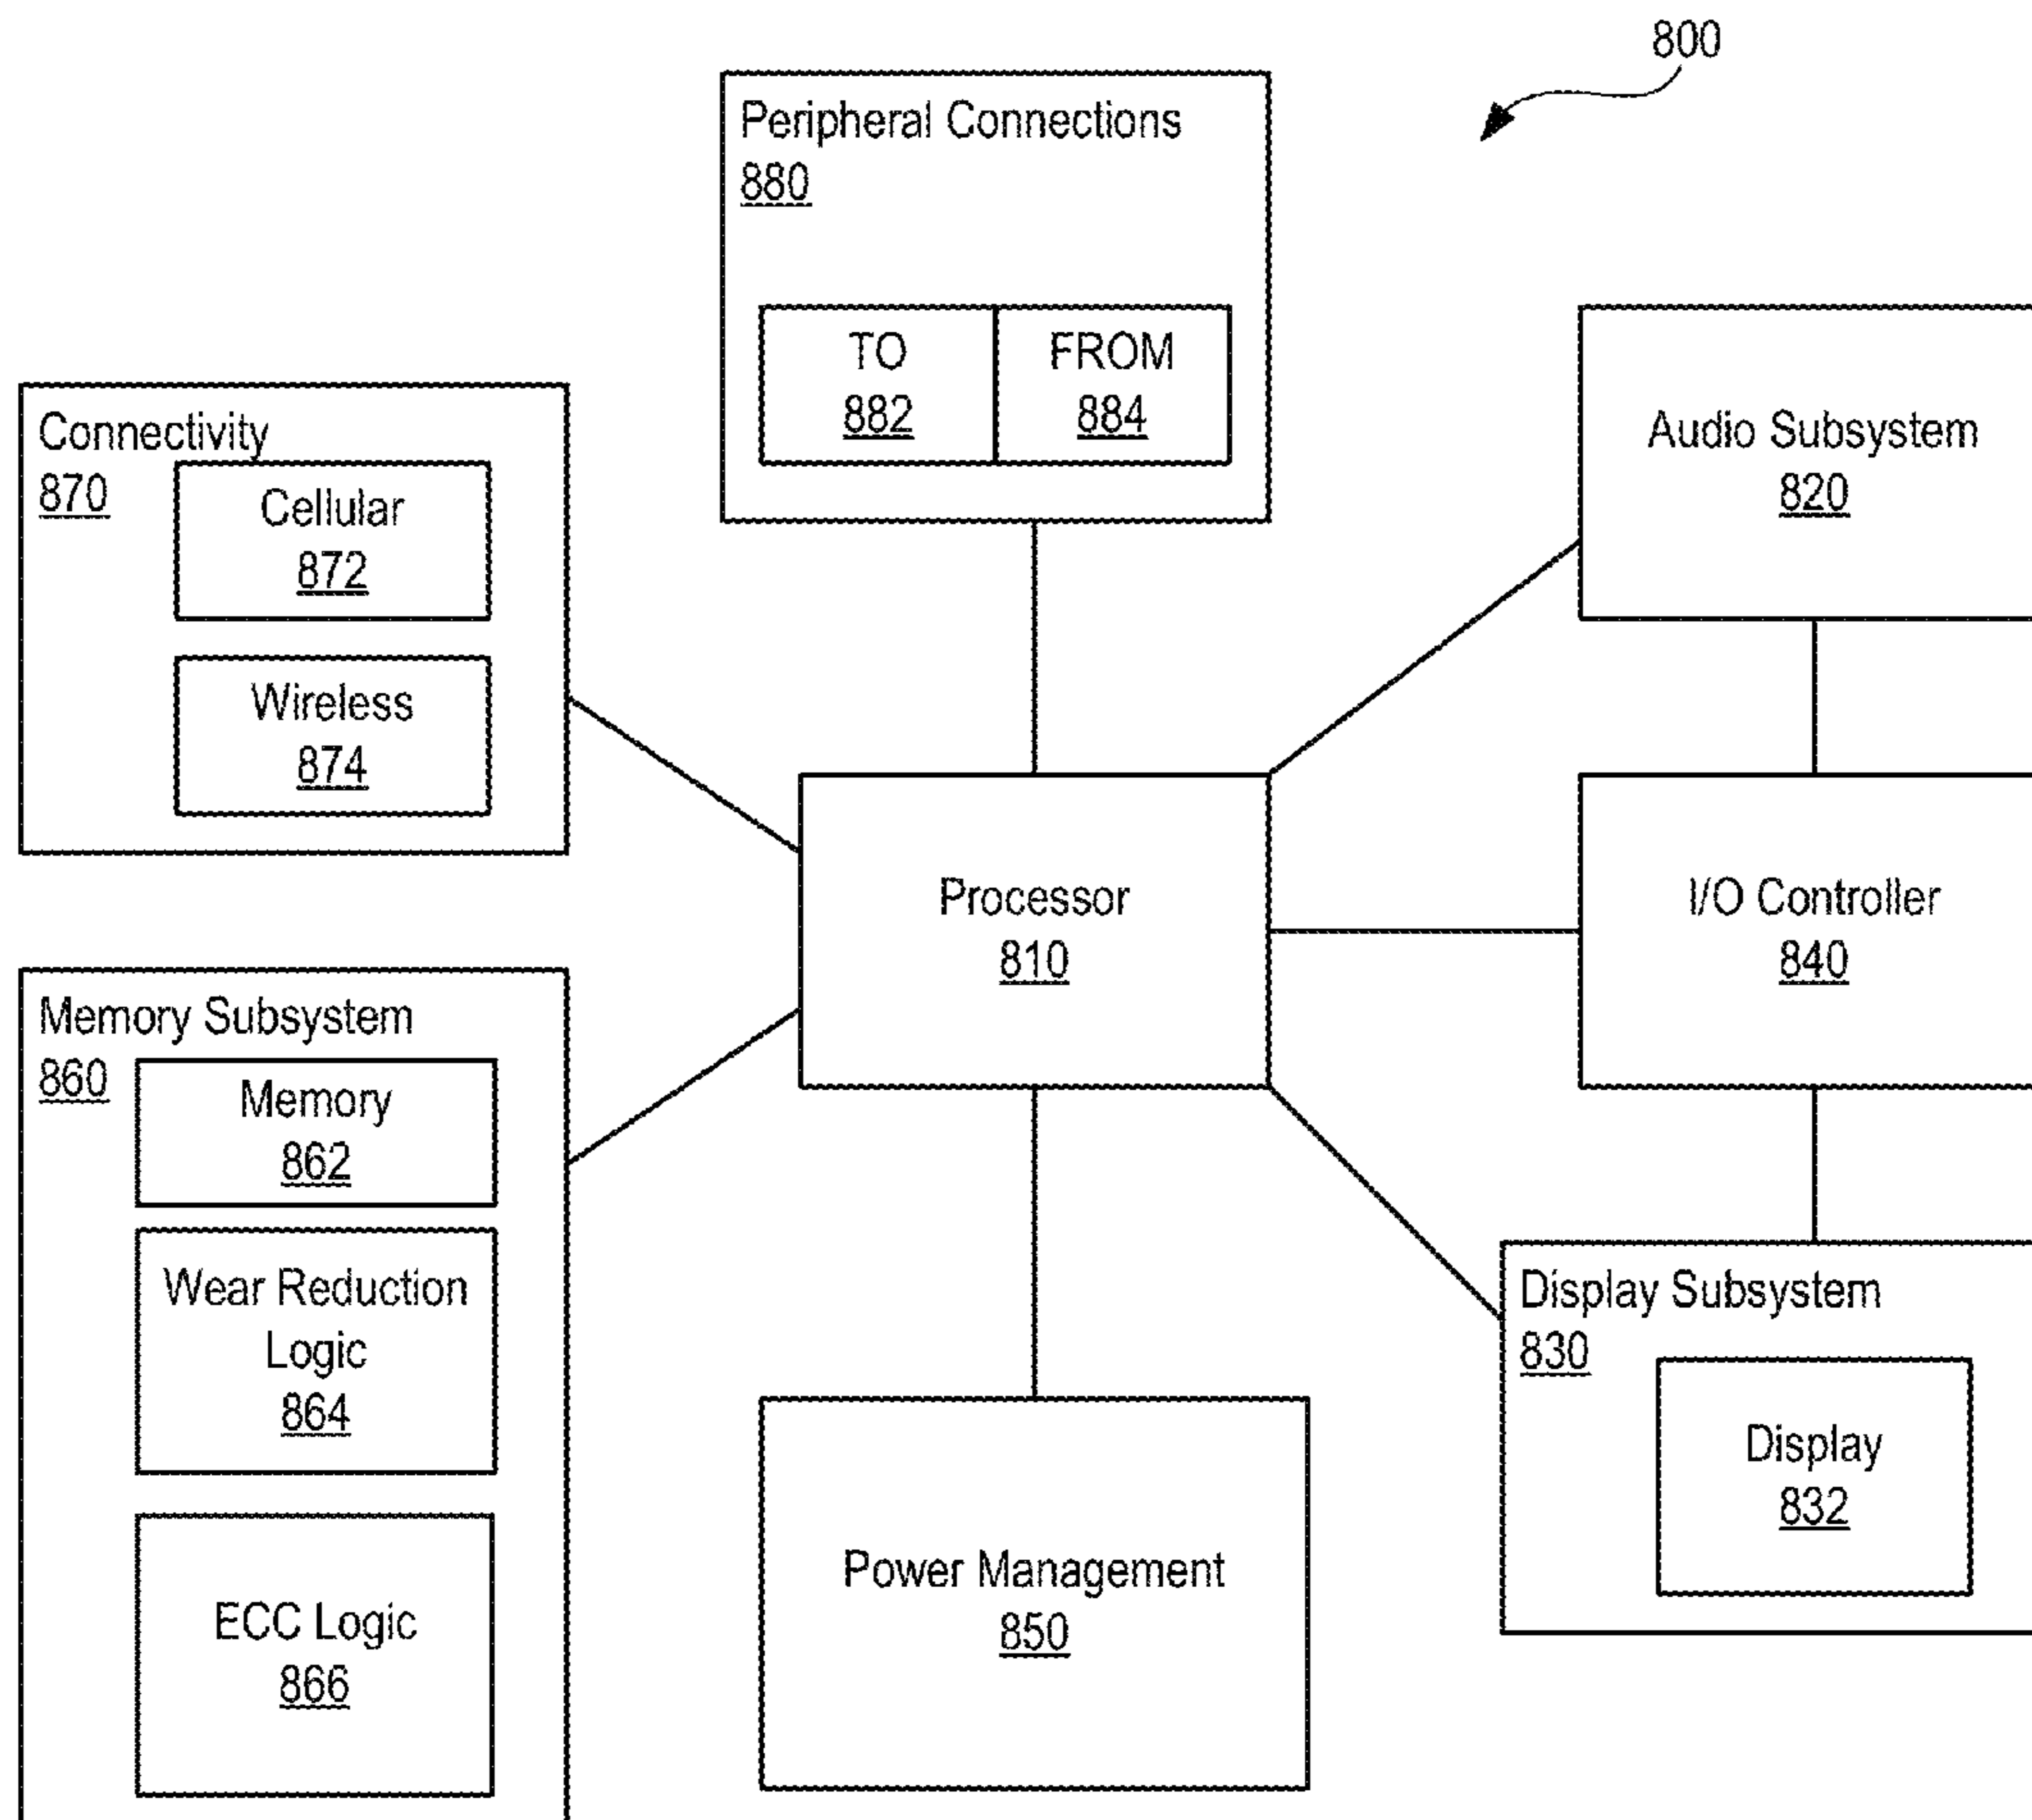 800
Peripheral Connections
880
TO
882
FROM
884
Connectivity
870
Cellular
872
Wireless
874
Audio Subsystem
820
Processor
810
I/O Controller
840
Memory Subsystem
860
Memory
862
Wear Reduction
Logic
864
ECC Logic
866
Power Management
850
Display Subsystem
830
Display
832